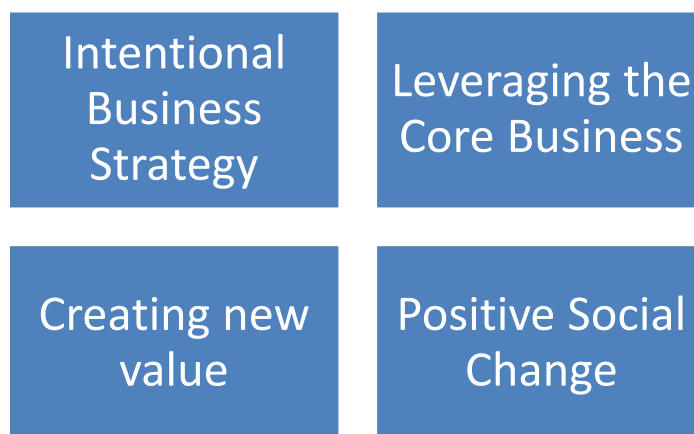 Intentional
Business
Strategy
Leveraging the
Core Business
Creating new
value
Positive Social
Change